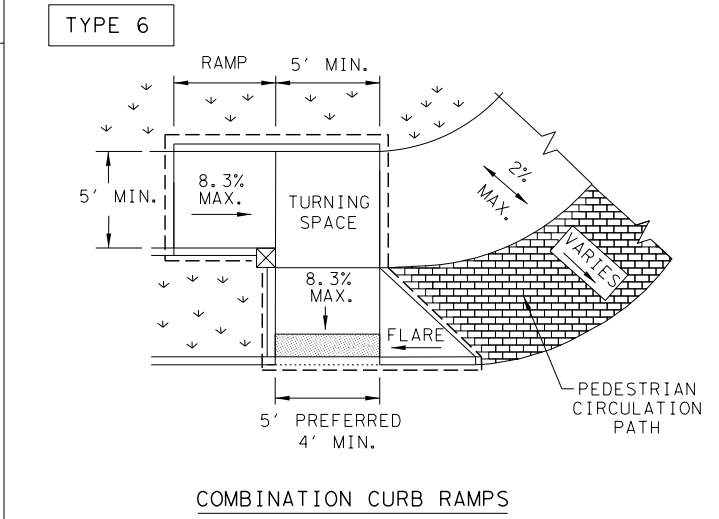 TYPE 6
RAMP
5' MIN.
5' MIN.
8.3%
MAX.
TURNING
SPACE
2%
MAX.
VARIES
8.3%
MAX.
FLARE
5' PREFERRED
4' MIN.
PEDESTRIAN
CIRCULATION
PATH
COMBINATION CURB RAMPS